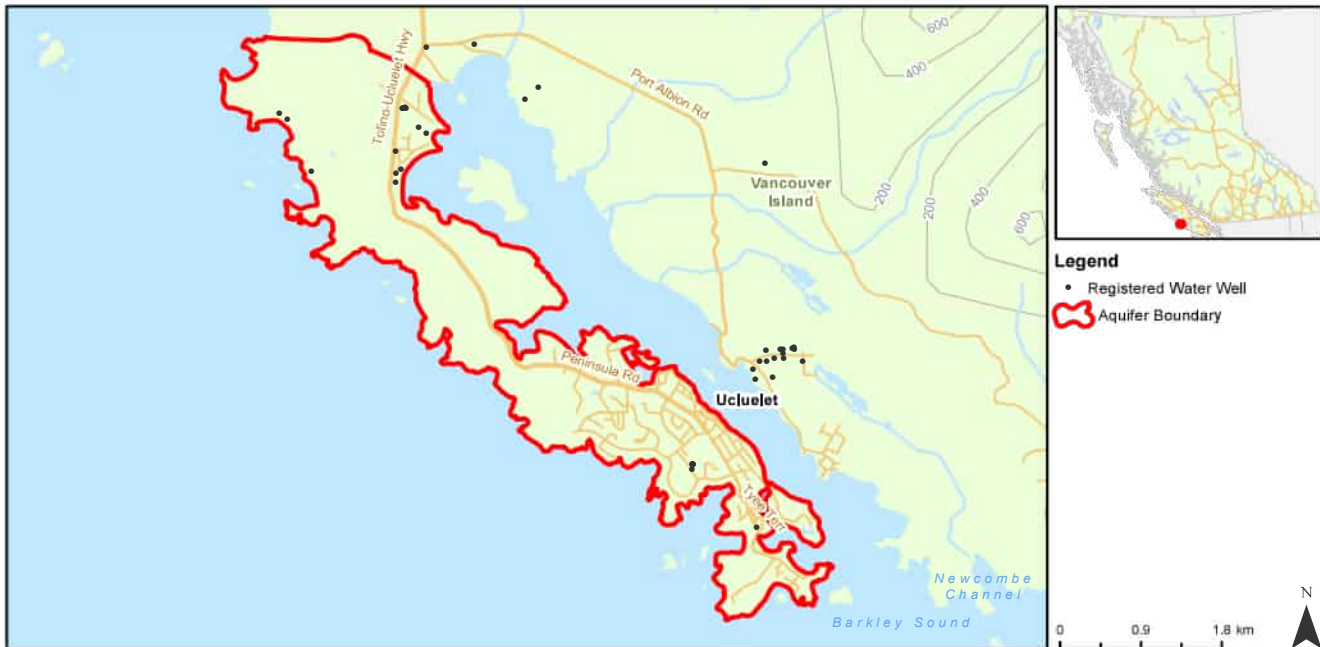 600
400
Port Albion Rd
Tofino-Ucluelet Hwy
Vancouver
Island
200
200
400
600
Peninsula Rd
Ucluelet
Tyee Terr
Newcombe
Channel
Barkley Sound
Legend
Registered Water Well
Aquifer Boundary
N
0 0.9 1.8 km